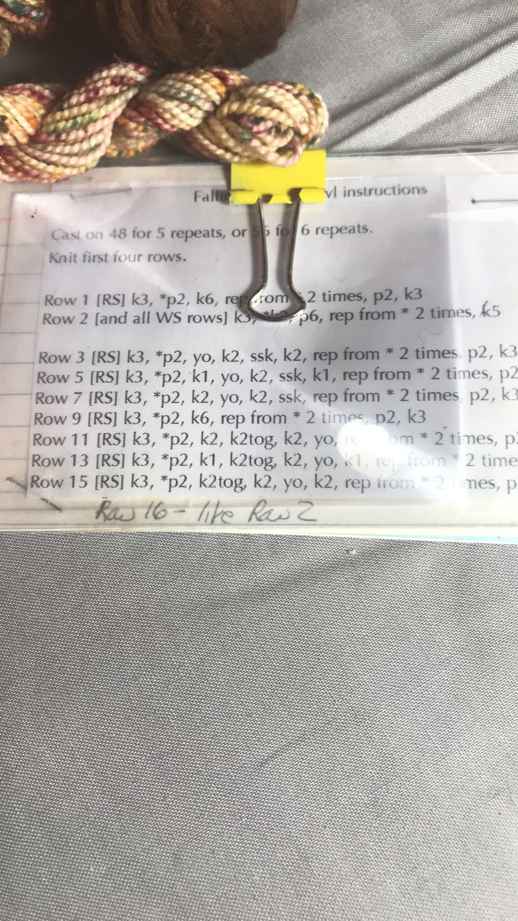 instructions
Cast on 48 for 5 repeats, or 6 repeats.
Knit first four rows.
Row 1 [RS] k3, *p2, k6, 2 times, p2, k3
Row 2 [and all WS rows] p6, rep from * 2 times, k5
Row 3 [RS] k3, *p2, yo, k2, ssk, k2, rep from * 2 times, p2, k3
Row 5 [RS] k3, *p2, k1, yo, k2, ssk, k1, rep from * 2 times, p2
Row 7 [RS] k3, *p2, k2, yo, k2, ssk, rep from * 2 times, p2, k3
Row 9 [RS] k3, *p2, k6, rep from * 2 times, p2, k3
Row 11 [RS] k3, *p2, k2, k2tog, k2, yo, * 2 times,
Row 13 [RS] k3, *p2, k1, k2tog, k2, yo, k1, rep from * 2 time
Row 15 [RS] k3, *p2, k2tog, k2, yo, k2, rep from * 2
Row 16 - like Row 2